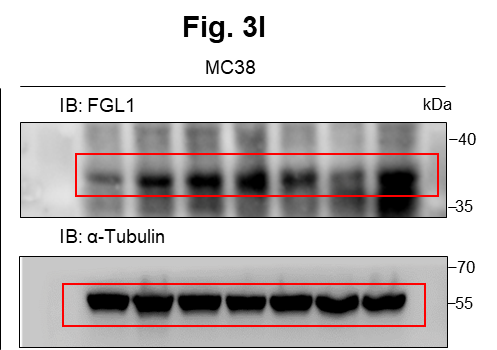 Fig. 3I
MC38
IB: FGL1 kDa
–40
–35
IB: α-Tubulin
–70
–55